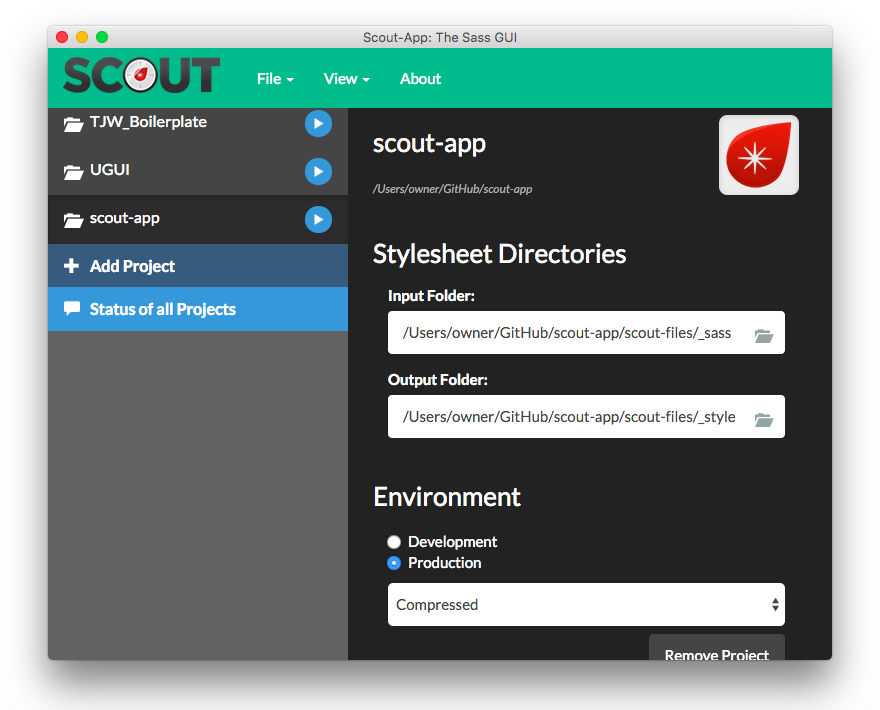 Scout-App: The Sass GUI
SCOUT
File
View
About
TJW_Boilerplate
UGUI
scout-app
Add Project
Status of all Projects
scout-app
/Users/owner/GitHub/scout-app
Stylesheet Directories
Input Folder:
/Users/owner/GitHub/scout-app/scout-files/_sass
Output Folder:
/Users/owner/GitHub/scout-app/scout-files/_style
Environment
Development
Production
Compressed
Remove Project